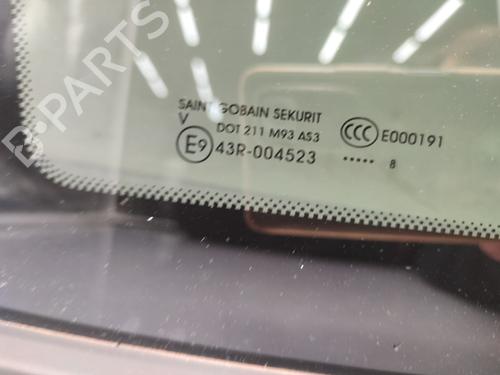 B-PARTS
SAINT GOBAIN SEKURIT
V
DOT 211 M93 AS3
E9 43R-004523
CCC E000191
..... 8